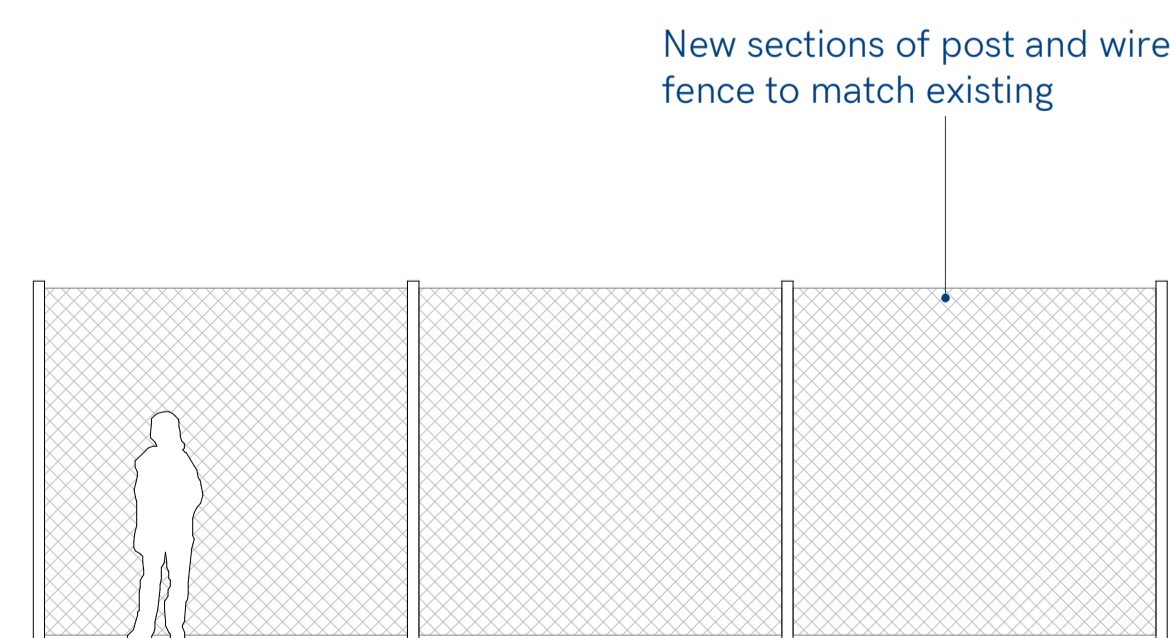 New sections of post and wire
fence to match existing